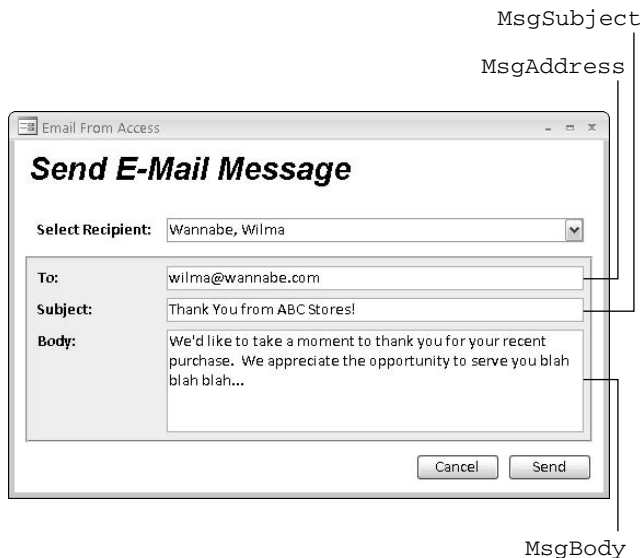 MsgSubject
MsgAddress
Email From Access
Send E-Mail Message
Select Recipient: Wannabe, Wilma
To: wilma@wannabe.com
Subject: Thank You from ABC Stores!
Body: We'd like to take a moment to thank you for your recent
purchase. We appreciate the opportunity to serve you blah
blah blah...
Cancel Send
MsgBody